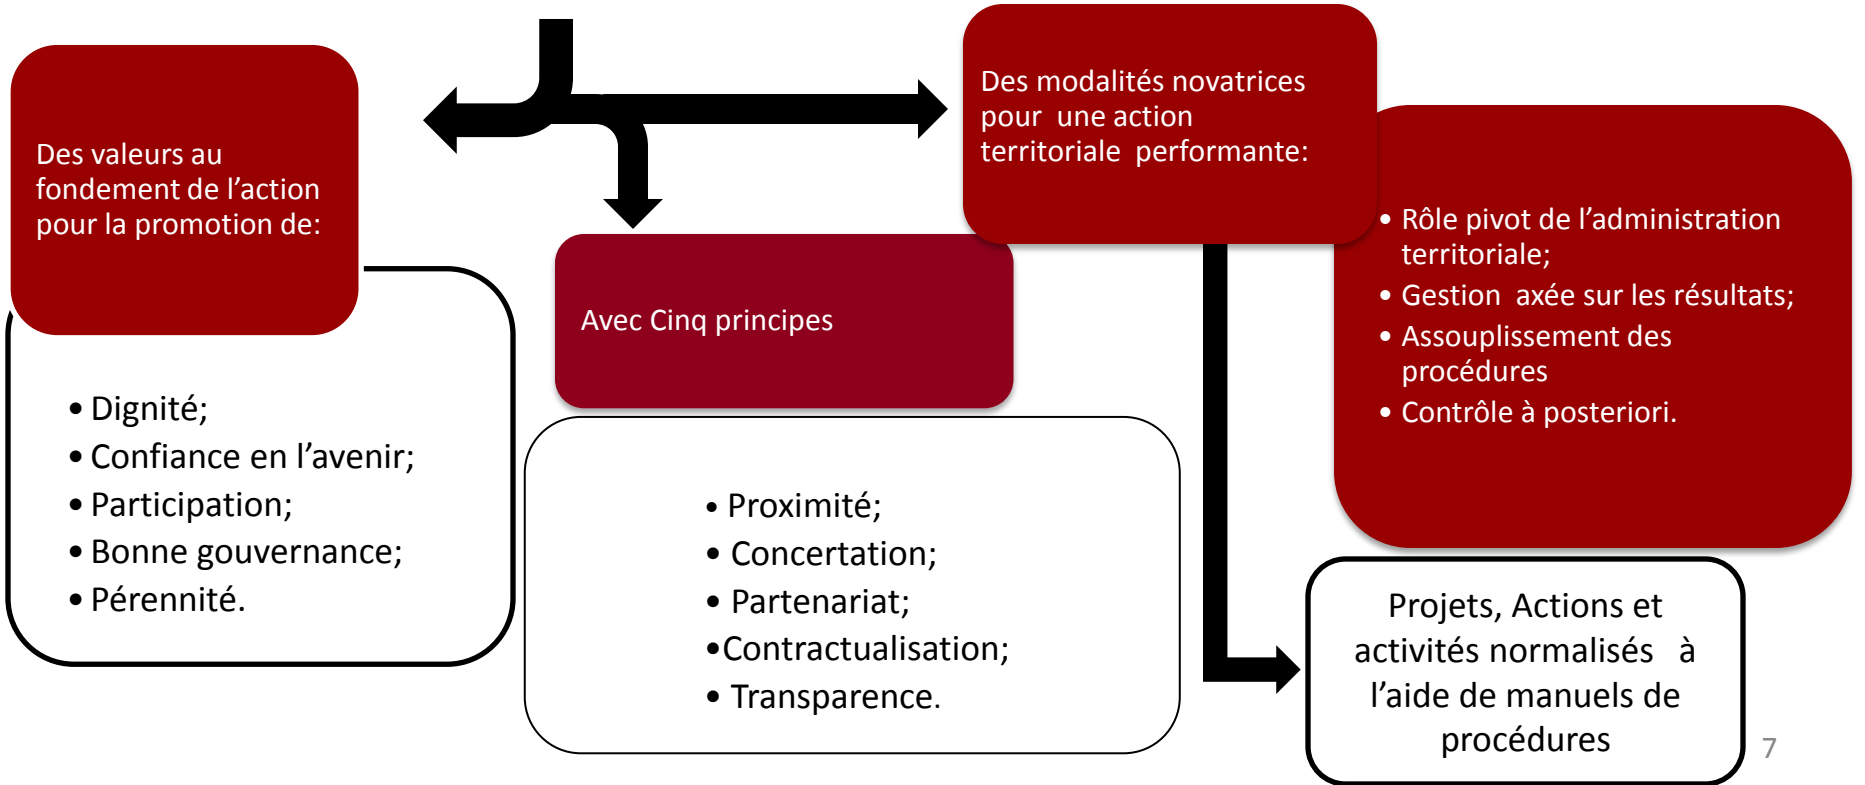 Des valeurs au
fondement de l’action
pour la promotion de:
• Dignité;
• Confiance en l’avenir;
• Participation;
• Bonne gouvernance;
• Pérennité.
Avec Cinq principes
• Proximité;
• Concertation;
• Partenariat;
•Contractualisation;
• Transparence.
Des modalités novatrices
pour une action
territoriale performante:
• Rôle pivot de l’administration
territoriale;
• Gestion axée sur les résultats;
• Assouplissement des
procédures
• Contrôle à posteriori.
Projets, Actions et
activités normalisés à
l’aide de manuels de
procédures
7